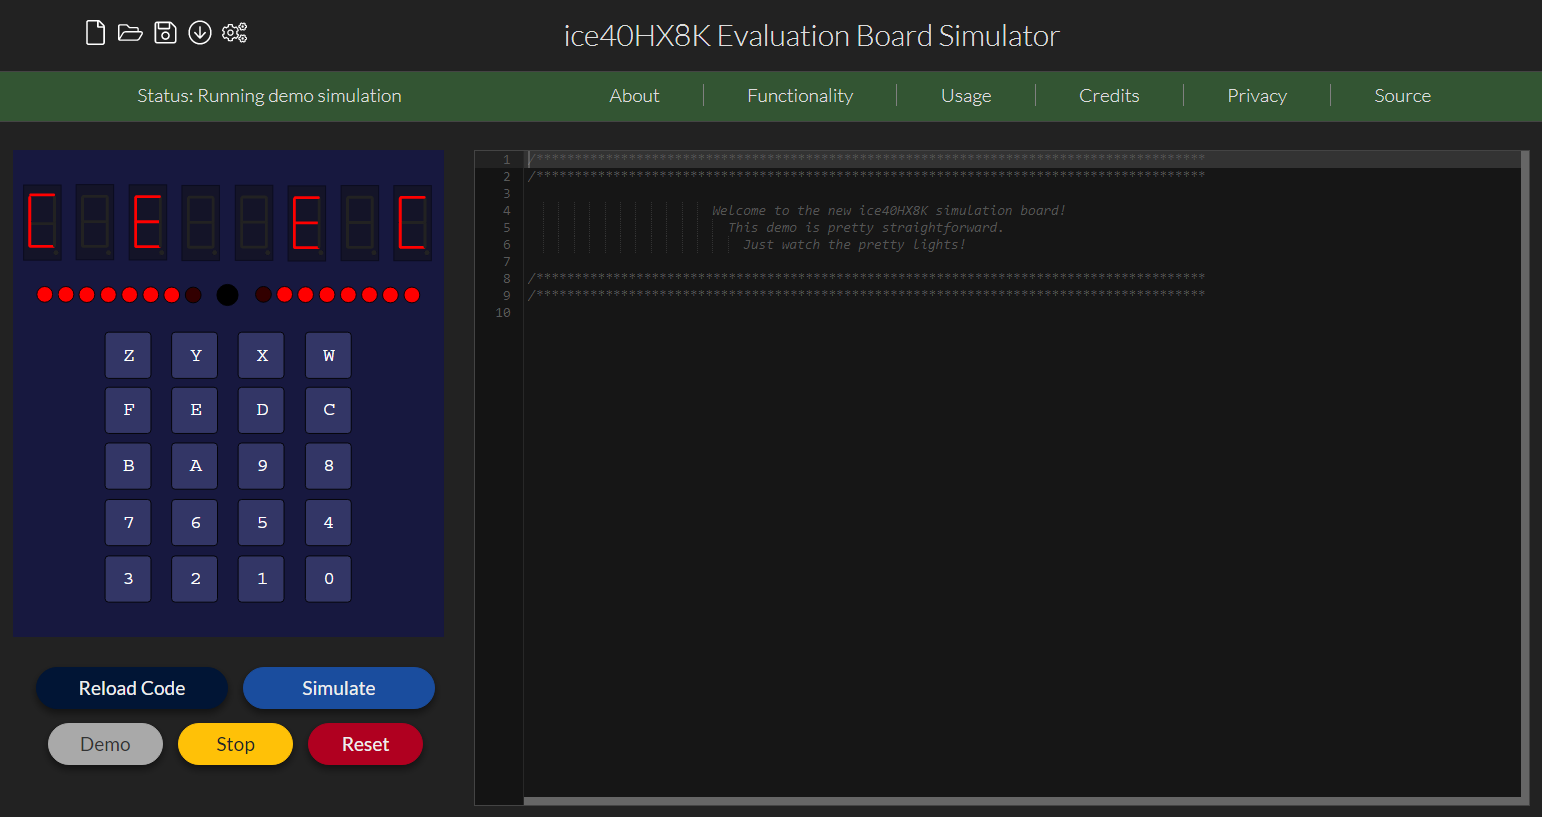 ice40HX8K Evaluation Board Simulator
Status: Running demo simulation
About
Functionality
Usage
Credits
Privacy
Source
C E E C
Z Y X W
F E D C
B A 9 8
7 6 5 4
3 2 1 0
Reload Code
Simulate
Demo
Stop
Reset
1 /***************************************************************************************
2 /***************************************************************************************
3
4 Welcome to the new ice40HX8K simulation board!
5 This demo is pretty straightforward.
6 Just watch the pretty lights!
7
8 /***************************************************************************************
9 /***************************************************************************************
10